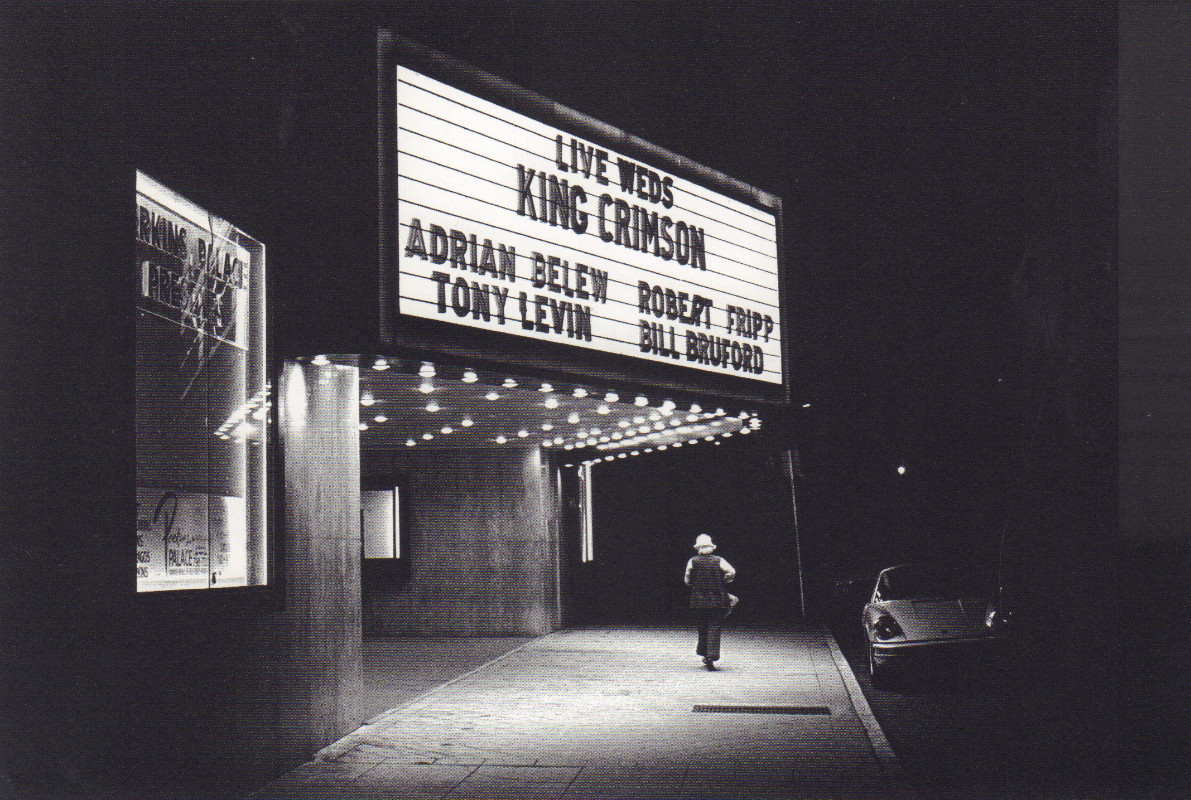 LIVE WEDS
KING CRIMSON
ADRIAN BELEW ROBERT FRIPP
TONY LEVIN BILL BRUFORD
PALACE